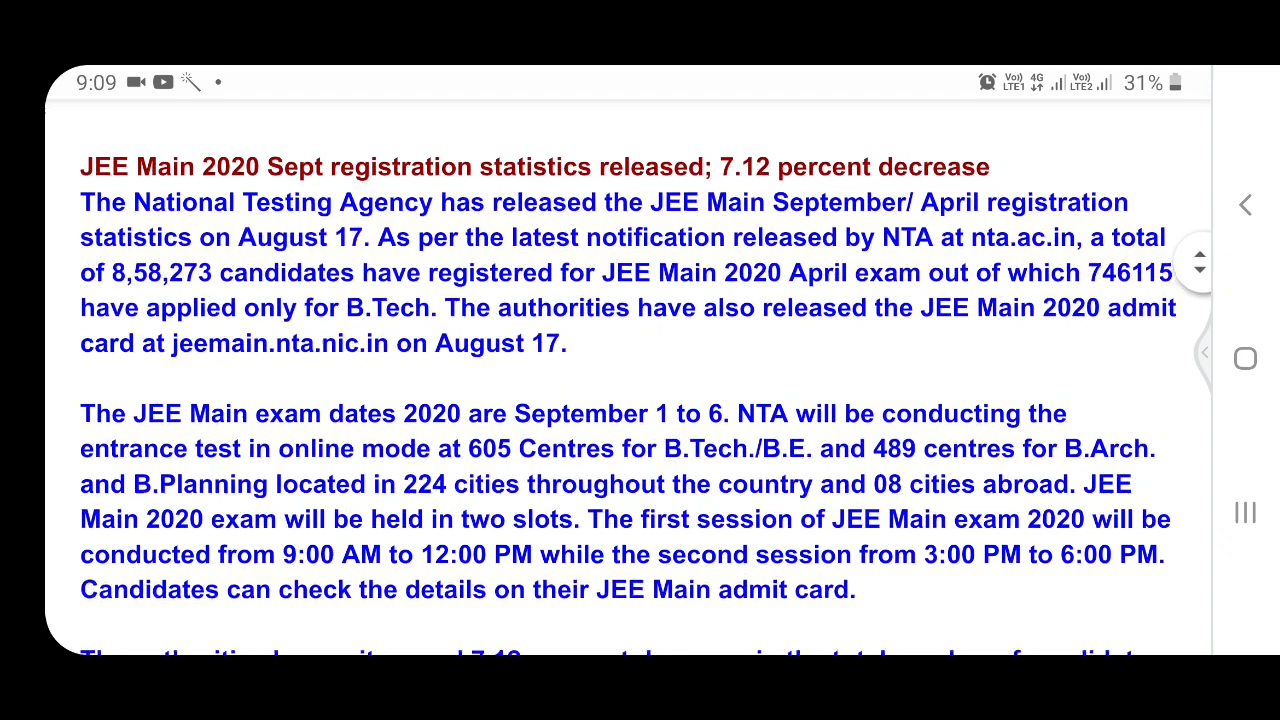 9:09
Vo) LTE1 4G Vo) LTE2 31%
JEE Main 2020 Sept registration statistics released; 7.12 percent decrease
The National Testing Agency has released the JEE Main September/ April registration
statistics on August 17. As per the latest notification released by NTA at nta.ac.in, a total
of 8,58,273 candidates have registered for JEE Main 2020 April exam out of which 746115
have applied only for B.Tech. The authorities have also released the JEE Main 2020 admit
card at jeemain.nta.nic.in on August 17.
The JEE Main exam dates 2020 are September 1 to 6. NTA will be conducting the
entrance test in online mode at 605 Centres for B.Tech./B.E. and 489 centres for B.Arch.
and B.Planning located in 224 cities throughout the country and 08 cities abroad. JEE
Main 2020 exam will be held in two slots. The first session of JEE Main exam 2020 will be
conducted from 9:00 AM to 12:00 PM while the second session from 3:00 PM to 6:00 PM.
Candidates can check the details on their JEE Main admit card.